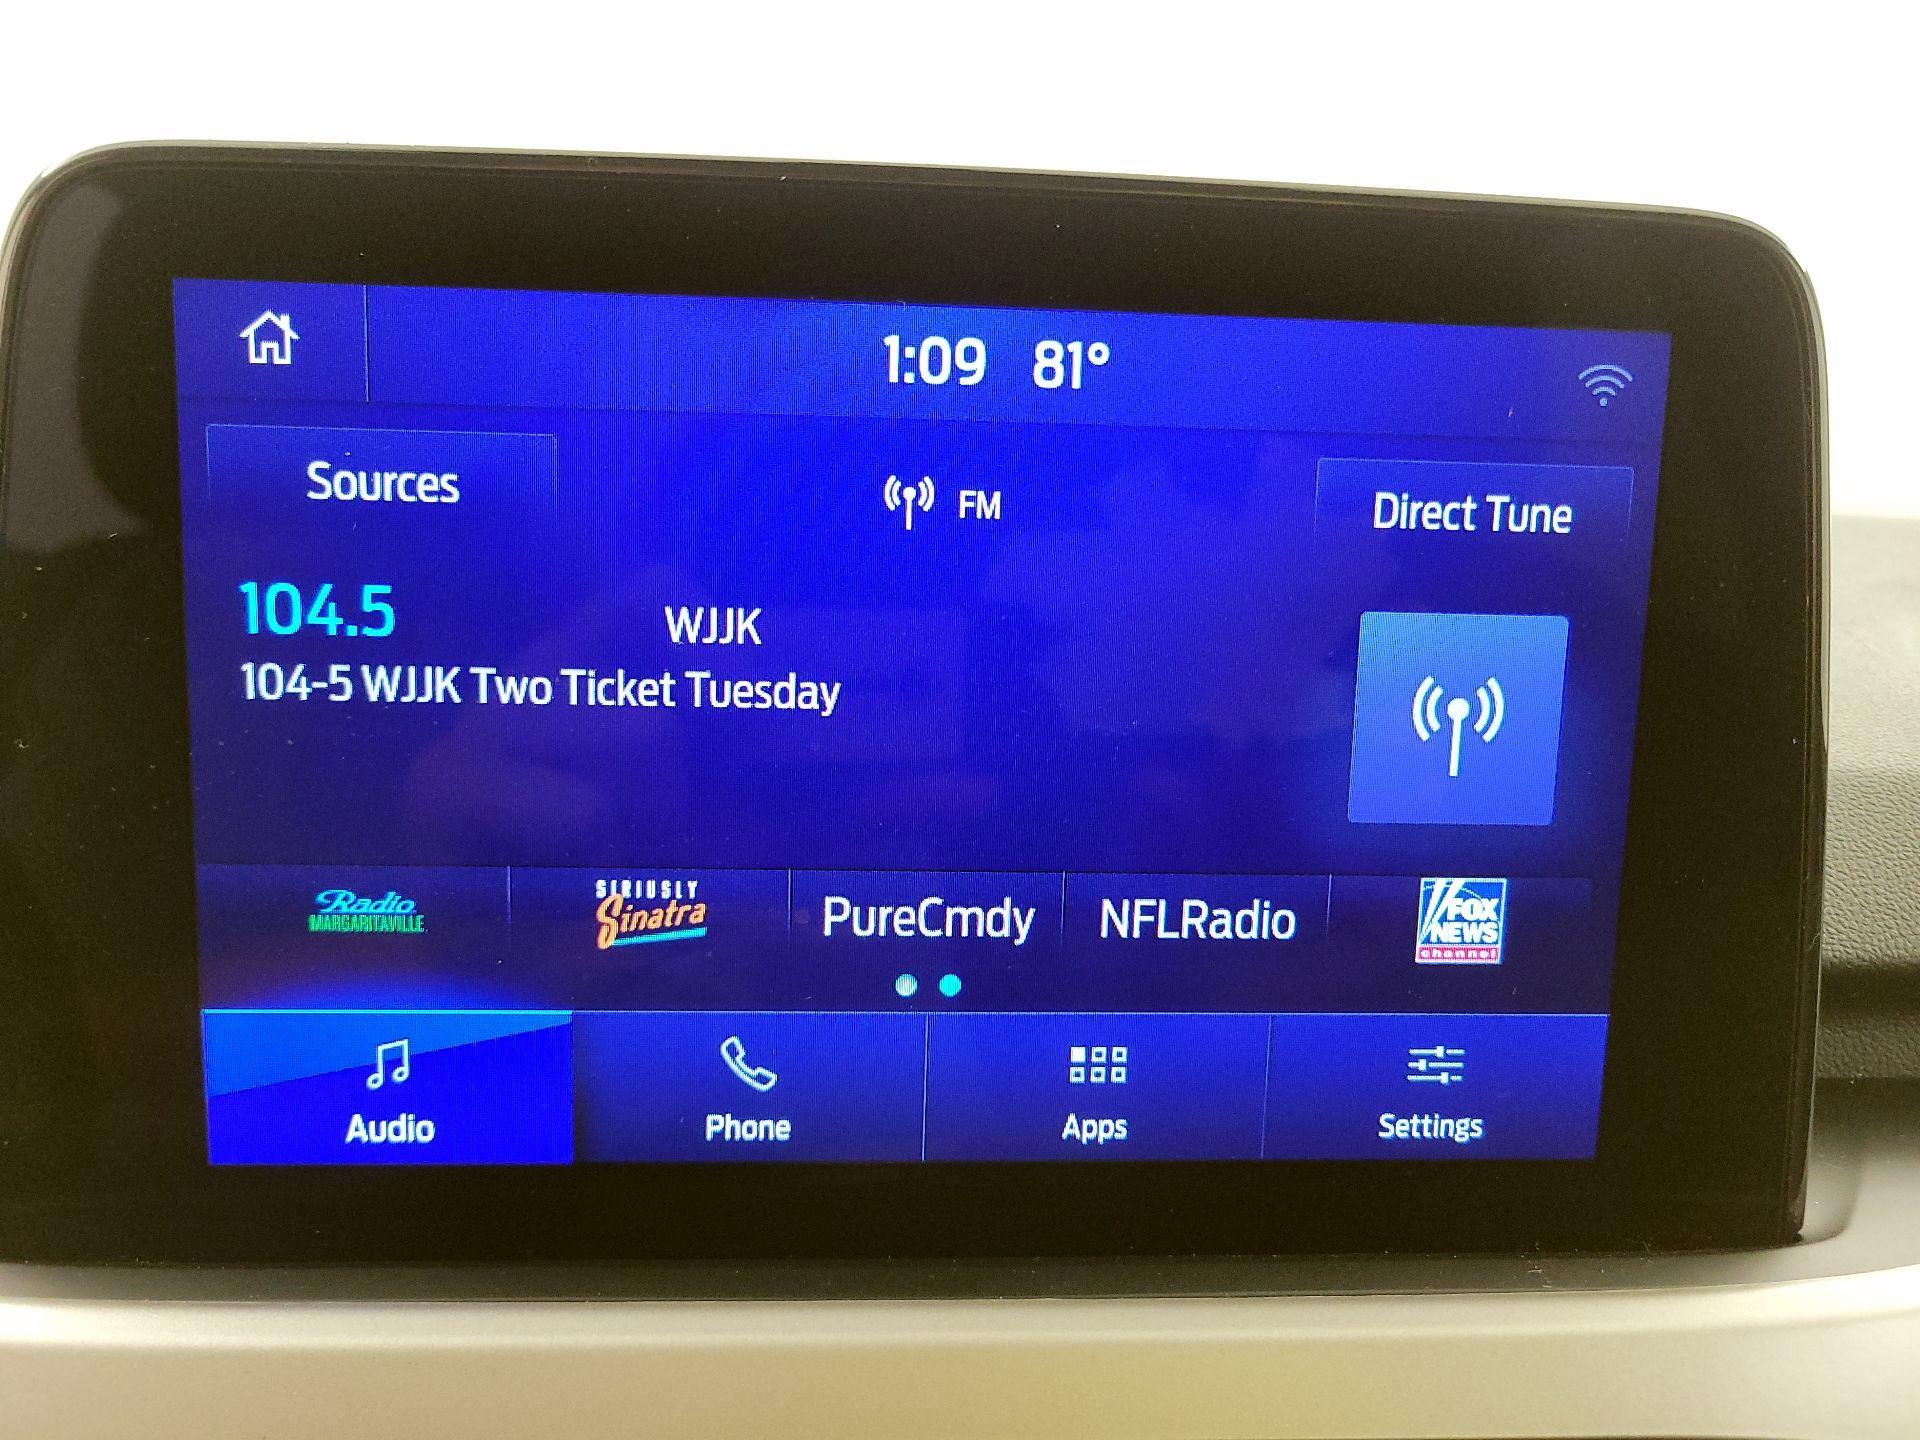 1:09 81°
Sources
FM
Direct Tune
104.5
WJJK
104-5 WJJK Two Ticket Tuesday
Radio
MARGARITAVILLE
SIRIUSLY
Sinatra
PureCmdy
NFLRadio
FOX
NEWS
channel
Audio
Phone
Apps
Settings